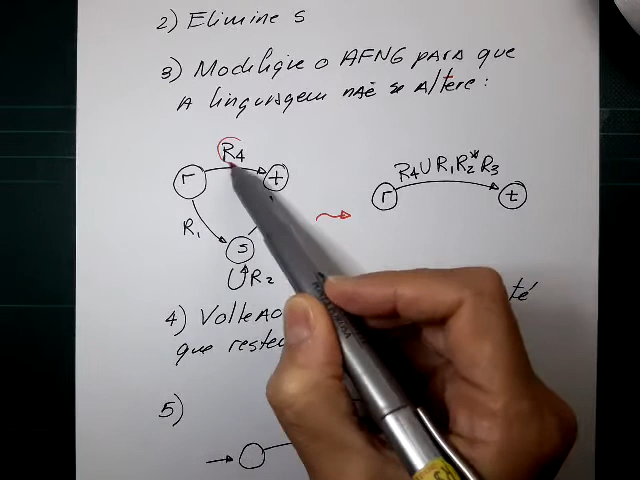 2) Elimine s
3) Modifique o AFNG para que
a linguagem não se altere:
R4
r
t
R1
s
R2
R4 ∪ R1R2*R3
r
t
4) Volte ao
té
que reste
5)